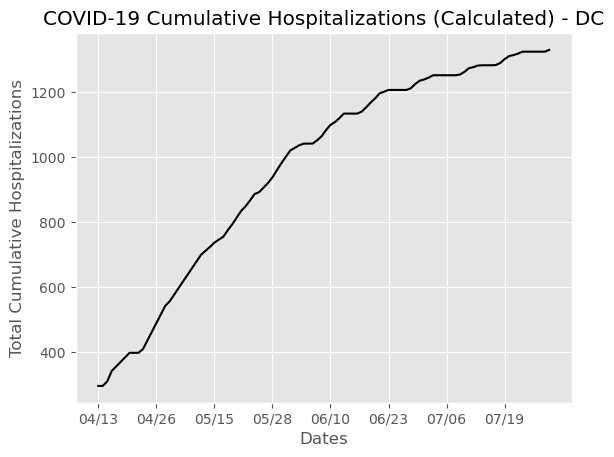 COVID-19 Cumulative Hospitalizations (Calculated) - DC
Total Cumulative Hospitalizations
1200
1000
800
600
400
04/13 04/26 05/15 05/28 06/10 06/23 07/06 07/19
Dates